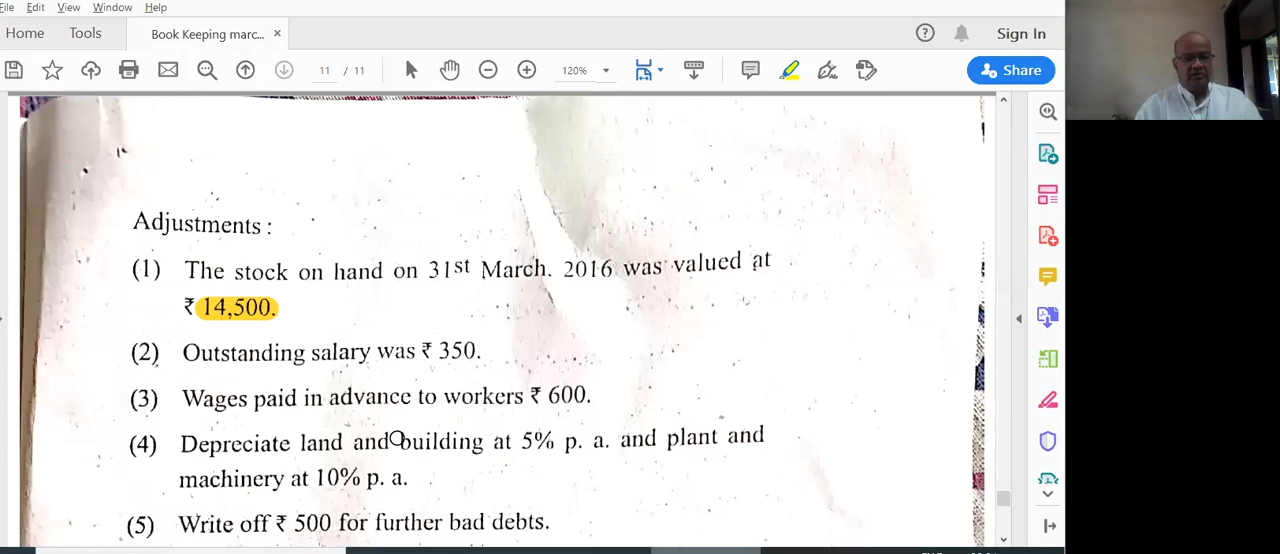 File Edit View Window Help
Home Tools Book Keeping marc... × Sign In
11 / 11 120% Share
Adjustments :
(1) The stock on hand on 31st March. 2016 was valued at
₹ 14,500.
(2) Outstanding salary was ₹ 350.
(3) Wages paid in advance to workers ₹ 600.
(4) Depreciate land and building at 5% p. a. and plant and
machinery at 10% p. a.
(5) Write off ₹ 500 for further bad debts.